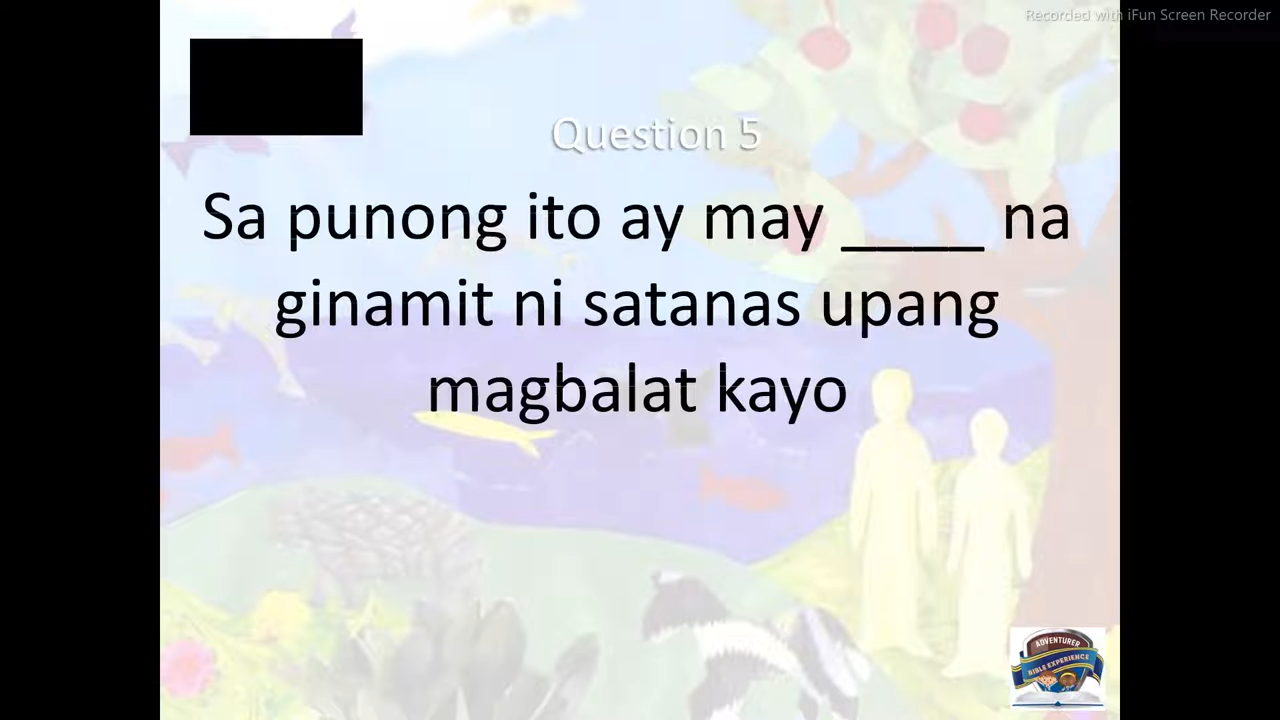 Recorded with iFun Screen Recorder
Question 5
Sa punong ito ay may ____ na
ginamit ni satanas upang
magbalat kayo
ADVENTURER
BIBLE EXPERIENCE